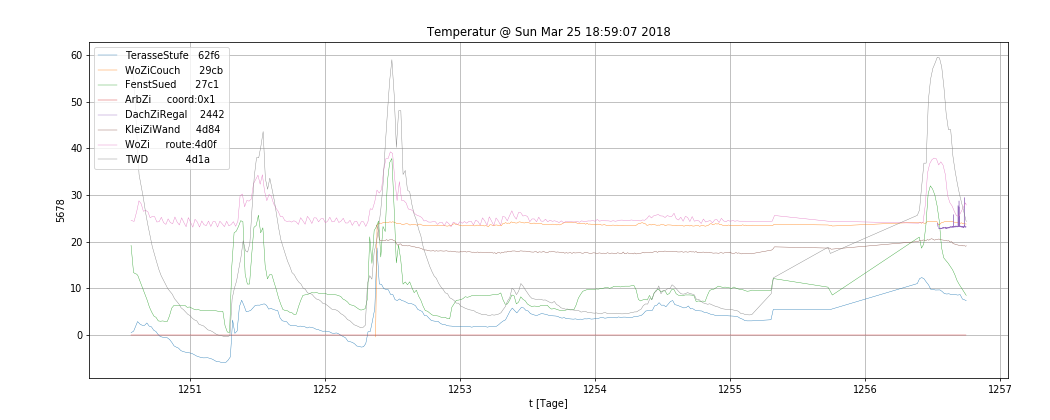 Temperatur @ Sun Mar 25 18:59:07 2018
60
50
40
30
20
10
0
5678
TerasseStufe 62f6
WoZiCouch 29cb
FenstSued 27c1
ArbZi coord:0x1
DachZiRegal 2442
KleiZiWand 4d84
WoZi route:4d0f
TWD 4d1a
1251 1252 1253 1254 1255 1256 1257
t [Tage]